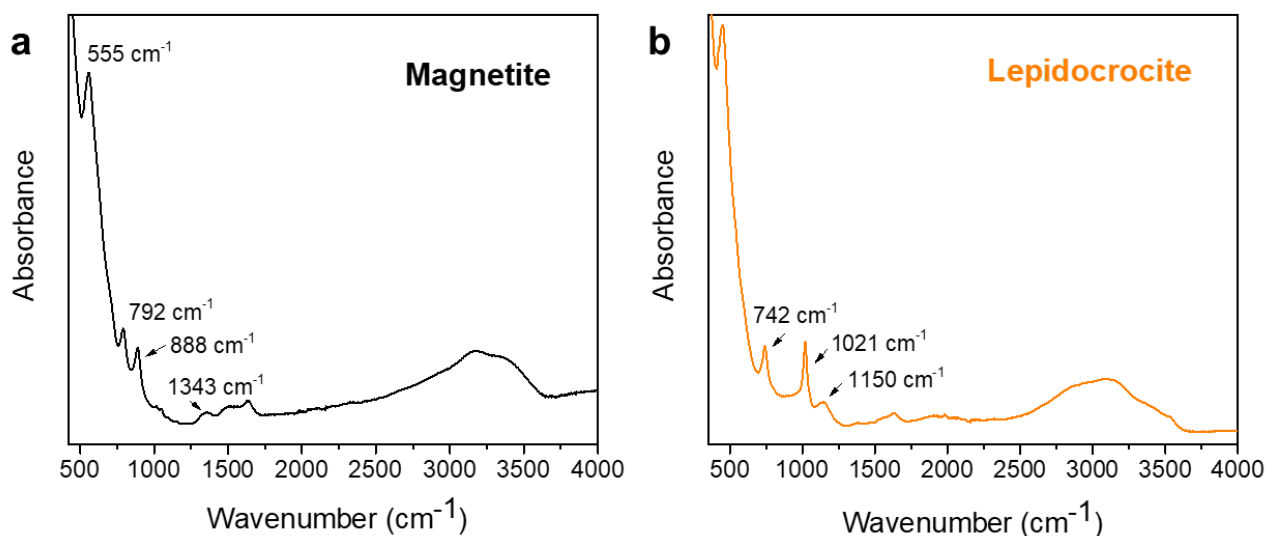 a
Magnetite
555 cm⁻¹
792 cm⁻¹
888 cm⁻¹
1343 cm⁻¹
Absorbance
500 1000 1500 2000 2500 3000 3500 4000
Wavenumber (cm⁻¹)
b
Lepidocrocite
742 cm⁻¹
1021 cm⁻¹
1150 cm⁻¹
Absorbance
500 1000 1500 2000 2500 3000 3500 4000
Wavenumber (cm⁻¹)